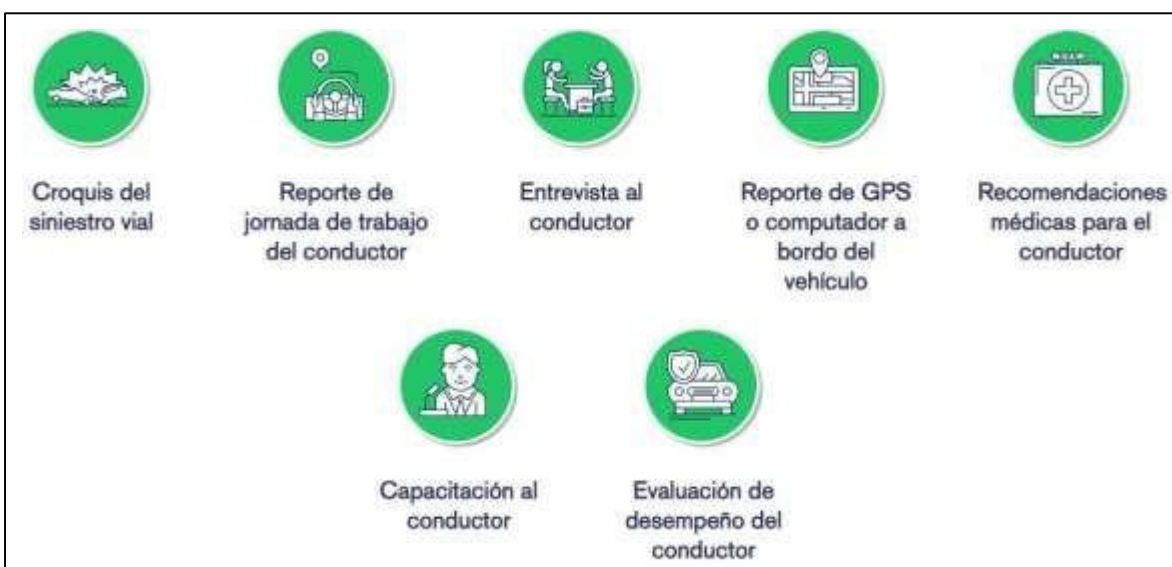 Croquis del
siniestro vial
Reporte de
jornada de trabajo
del conductor
Entrevista al
conductor
Reporte de GPS
o computador a
bordo del
vehículo
Recomendaciones
médicas para el
conductor
Capacitación al
conductor
Evaluación de
desempeño del
conductor